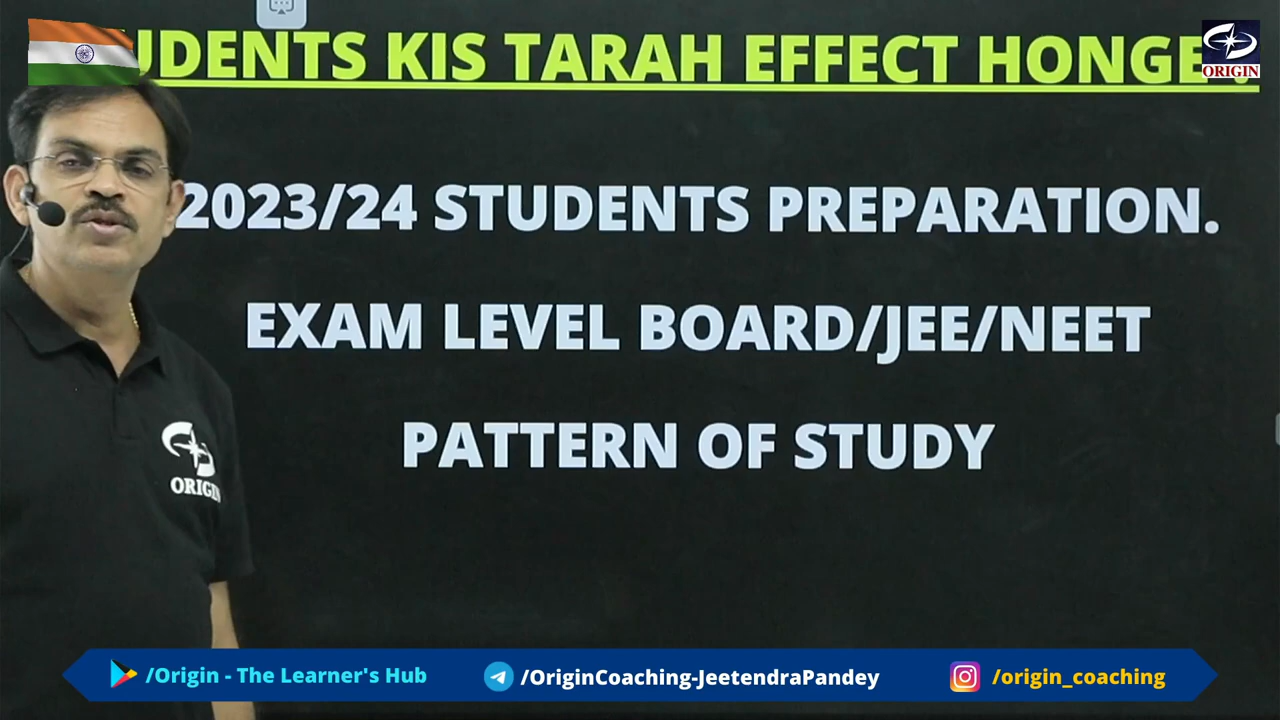 UDENTS KIS TARAH EFFECT HONGE
ORIGIN
2023/24 STUDENTS PREPARATION.
EXAM LEVEL BOARD/JEE/NEET
PATTERN OF STUDY
ORIGIN
/Origin - The Learner's Hub
/OriginCoaching-JeetendraPandey
/origin_coaching